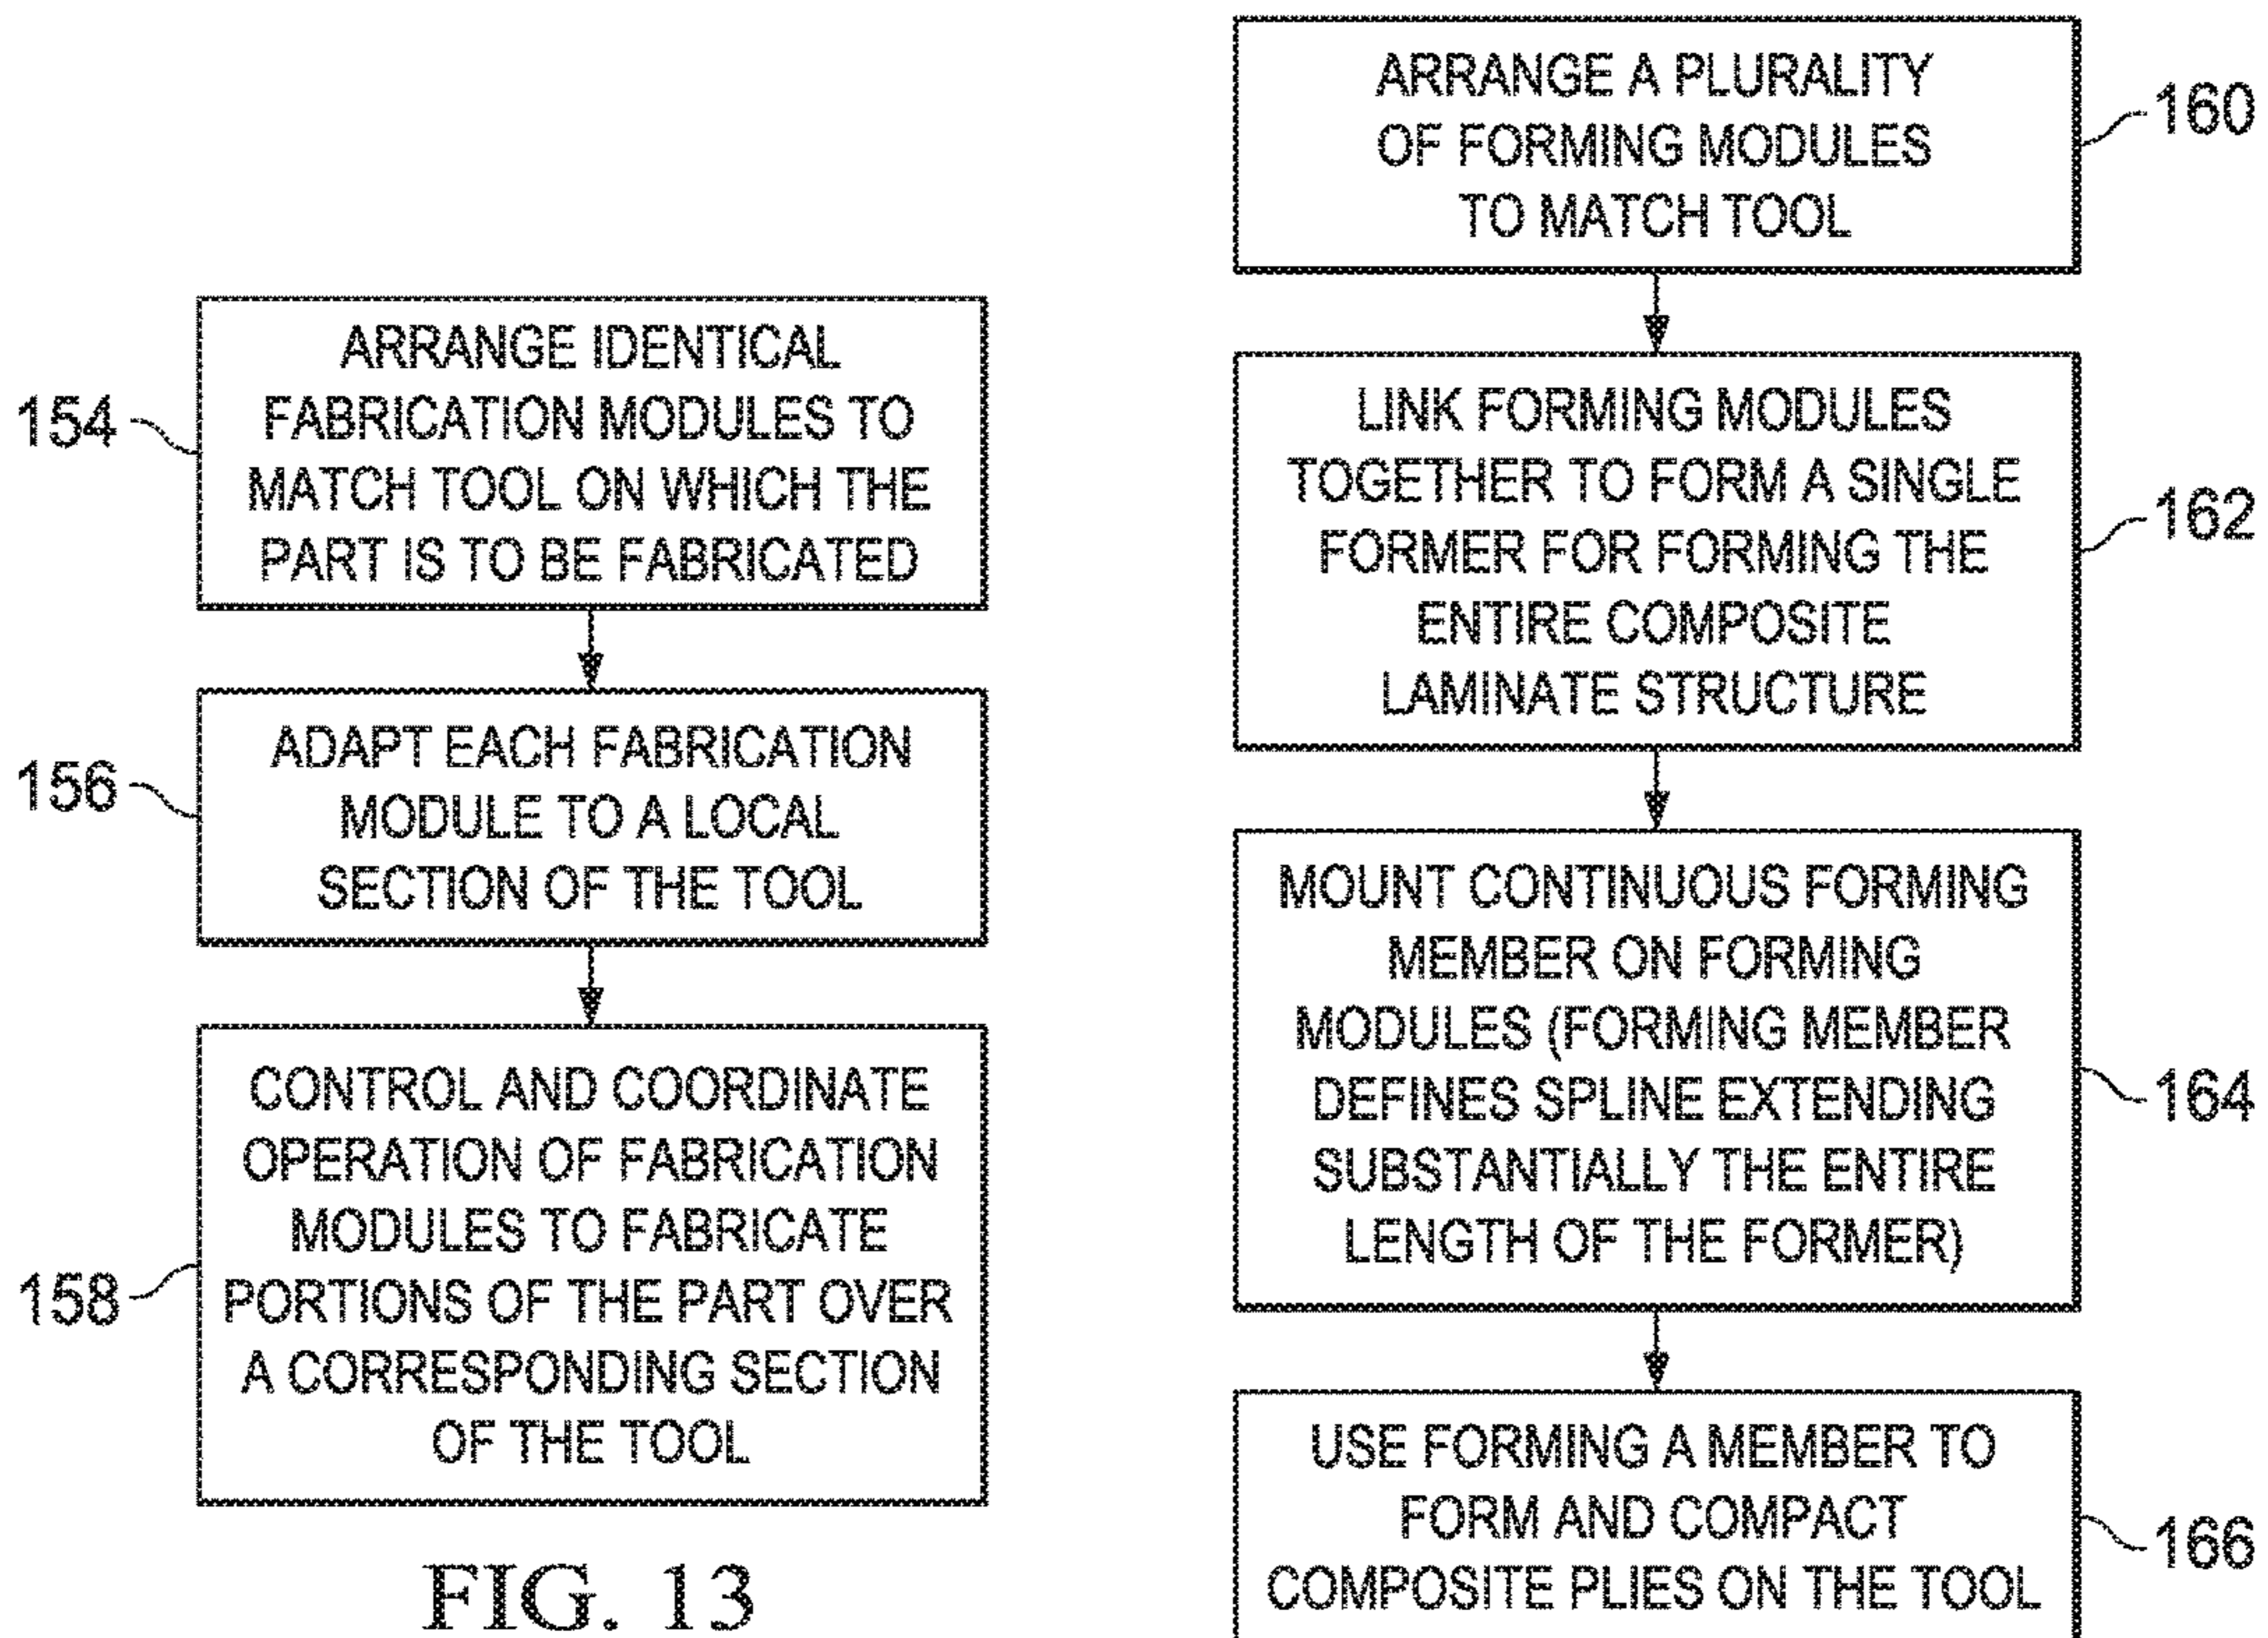 154
ARRANGE IDENTICAL
FABRICATION MODULES TO
MATCH TOOL ON WHICH THE
PART IS TO BE FABRICATED
156
ADAPT EACH FABRICATION
MODULE TO A LOCAL
SECTION OF THE TOOL
158
CONTROL AND COORDINATE
OPERATION OF FABRICATION
MODULES TO FABRICATE
PORTIONS OF THE PART OVER
A CORRESPONDING SECTION
OF THE TOOL
FIG. 13
ARRANGE A PLURALITY
OF FORMING MODULES
TO MATCH TOOL
160
LINK FORMING MODULES
TOGETHER TO FORM A SINGLE
FORMER FOR FORMING THE
ENTIRE COMPOSITE
LAMINATE STRUCTURE
162
MOUNT CONTINUOUS FORMING
MEMBER ON FORMING
MODULES (FORMING MEMBER
DEFINES SPLINE EXTENDING
SUBSTANTIALLY THE ENTIRE
LENGTH OF THE FORMER)
164
USE FORMING A MEMBER TO
FORM AND COMPACT
COMPOSITE PLIES ON THE TOOL
166